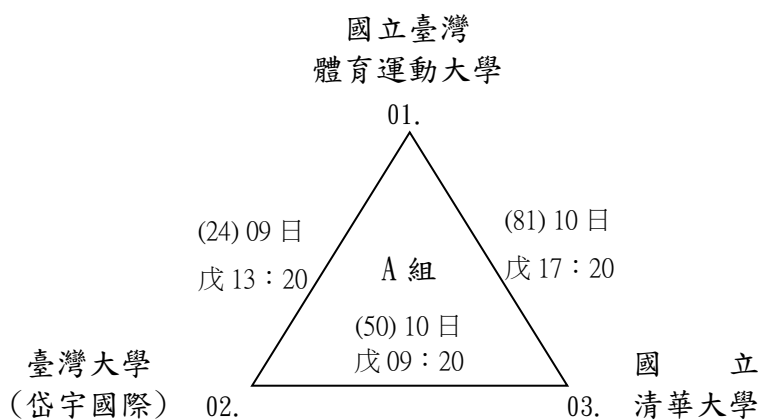 國立臺灣
體育運動大學
01.
(24) 09 日
戊 13：20
(81) 10 日
戊 17：20
A 組
(50) 10 日
戊 09：20
臺灣大學
（岱宇國際）
02.
03.
國 立
清華大學